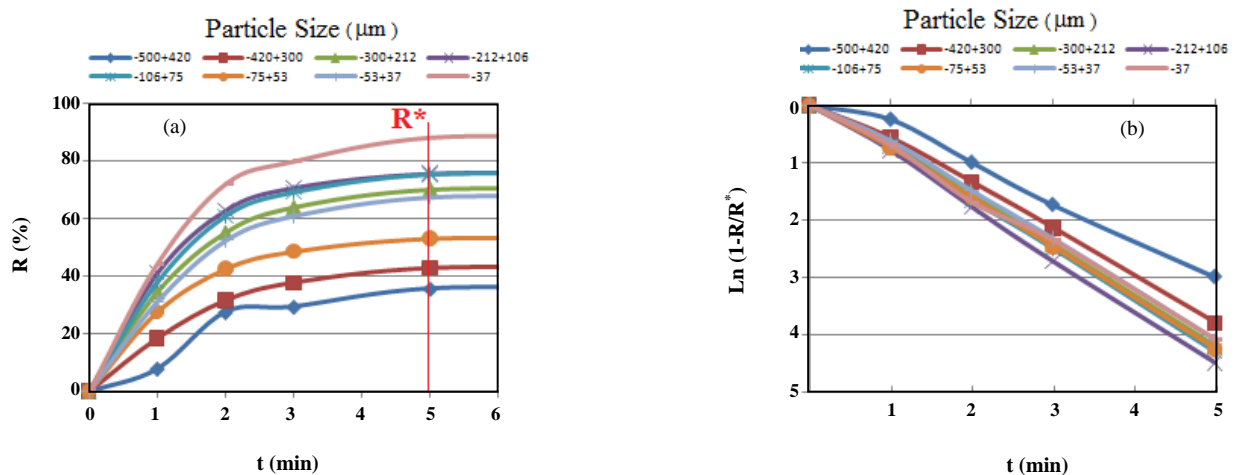 Particle Size (µm)
-500+420 -420+300 -300+212 -212+106
-106+75 -75+53 -53+37 -37
100
80
60
40
20
0
R (%)
(a)
R*
0 1 2 3 4 5 6
t (min)
Particle Size (µm)
-500+420 -420+300 -300+212 -212+106
-106+75 -75+53 -53+37 -37
0
1
2
3
4
5
Ln (1-R/R*)
(b)
1 2 3 4 5
t (min)